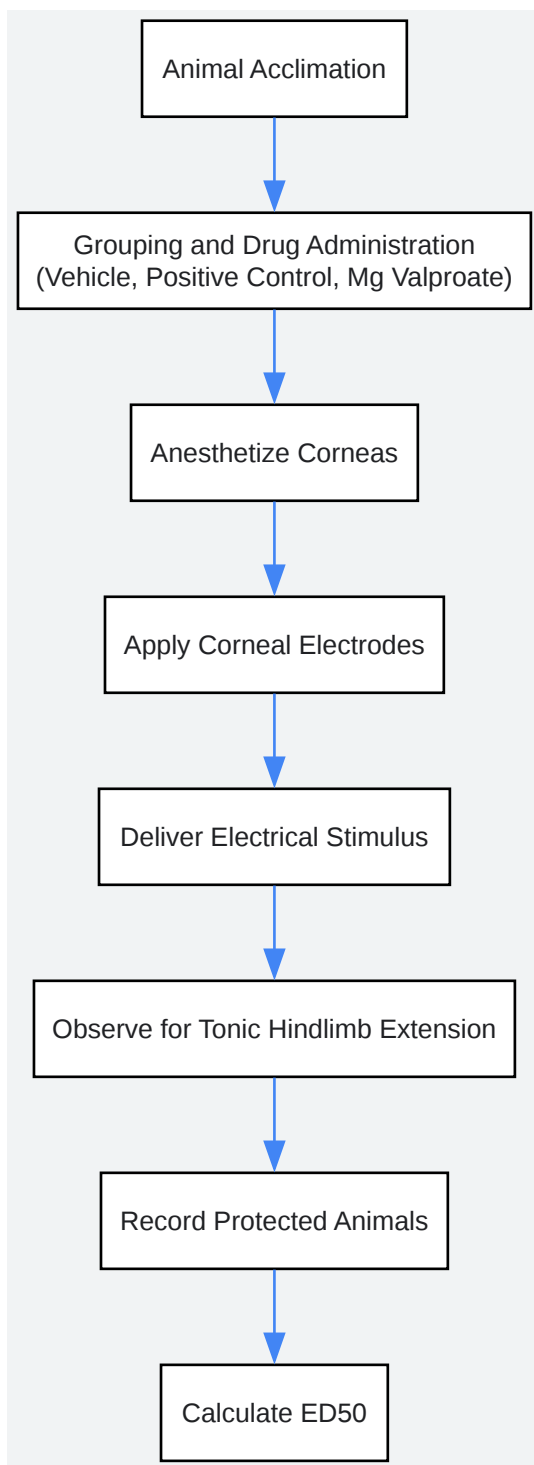 Animal Acclimation
Grouping and Drug Administration
(Vehicle, Positive Control, Mg Valproate)
Anesthetize Corneas
Apply Corneal Electrodes
Deliver Electrical Stimulus
Observe for Tonic Hindlimb Extension
Record Protected Animals
Calculate ED50